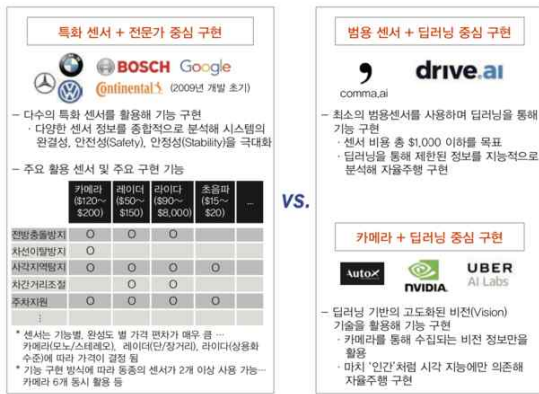 특화 센서 + 전문가 중심 구현
BOSCH Google
Continental (2009년 개발 초기)
– 다수의 특화 센서를 활용해 기능 구현
· 다양한 센서 정보를 종합적으로 분석해 시스템의
완결성, 안전성(Safety), 안정성(Stability)을 극대화
– 주요 활용 센서 및 주요 구현 기능
카메라 ($120~ $200) 레이더 ($50~ $150) 라이다 ($90~ $8,000) 초음파 ($15~ $20) ...
전방충돌방지 O O O
차선이탈방지 O
사각지역탐지 O O O O
차간거리조절 O O
주차지원 O O O O
⋮
* 센서는 기능별, 완성도 별 가격 편차가 매우 큼 …
카메라(모노/스테레오), 레이더(단/장거리), 라이다(상용화
수준)에 따라 가격이 결정 됨
* 기능 구현 방식에 따라 동종의 센서가 2개 이상 사용 가능…
카메라 6개 동시 활용 등
VS.
범용 센서 + 딥러닝 중심 구현
comma.ai
drive.ai
– 최소의 범용센서를 사용하며 딥러닝을 통해
기능 구현
· 센서 비용 총 $1,000 이하를 목표
· 딥러닝을 통해 제한된 정보를 지능적으로
분석해 자율주행 구현
카메라 + 딥러닝 중심 구현
AutoX
NVIDIA
UBER
AI Labs
– 딥러닝 기반의 고도화된 비전(Vision)
기술을 활용해 기능 구현
· 카메라를 통해 수집되는 비전 정보만을
활용
· 마치 ‘인간’처럼 시각 지능에만 의존해
자율주행 구현